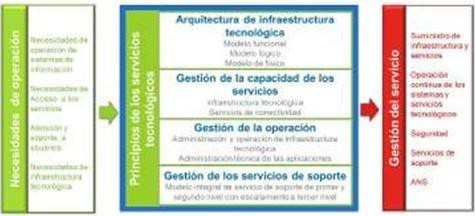 Necesidades de operación
Necesidades de
operación de
sistemas de
información
Necesidades de
Acceso a los
servicios
Atención y
soporte a
usuarios
Necesidades de
infraestructura
tecnológica
Principios de los servicios
tecnológicos
Arquitectura de infraestructura
tecnológica
Modelo funcional
Modelo lógico
Modelo de físico
Gestión de la capacidad de los
servicios
Infraestructura tecnológica
Servicios de conectividad
Gestión de la operación
Administración y operación de infraestructura
tecnológica
Administración técnica de las aplicaciones
Gestión de los servicios de soporte
Modelo integral de servicio de soporte de primer y
segundo nivel con escalamiento a tercer nivel
Gestión del servicio
Suministro de
infraestructura y
servicios
Operación
continua de los
sistemas y
servicios
tecnológicos
Seguridad
Servicios de
soporte
ANS